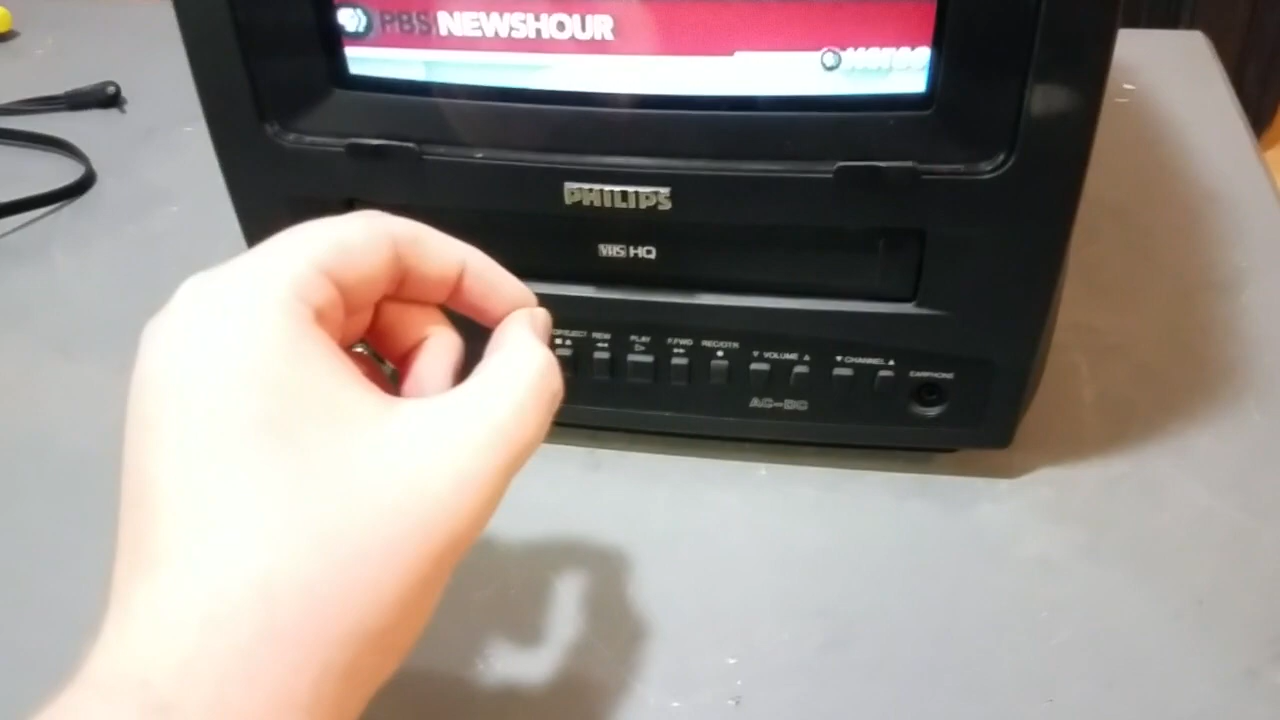 PBS NEWSHOUR
PHILIPS
VHS HQ
REW
PLAY
F.FWD
REC/OTR
VOLUME
CHANNEL
EARPHONE
AC-DC